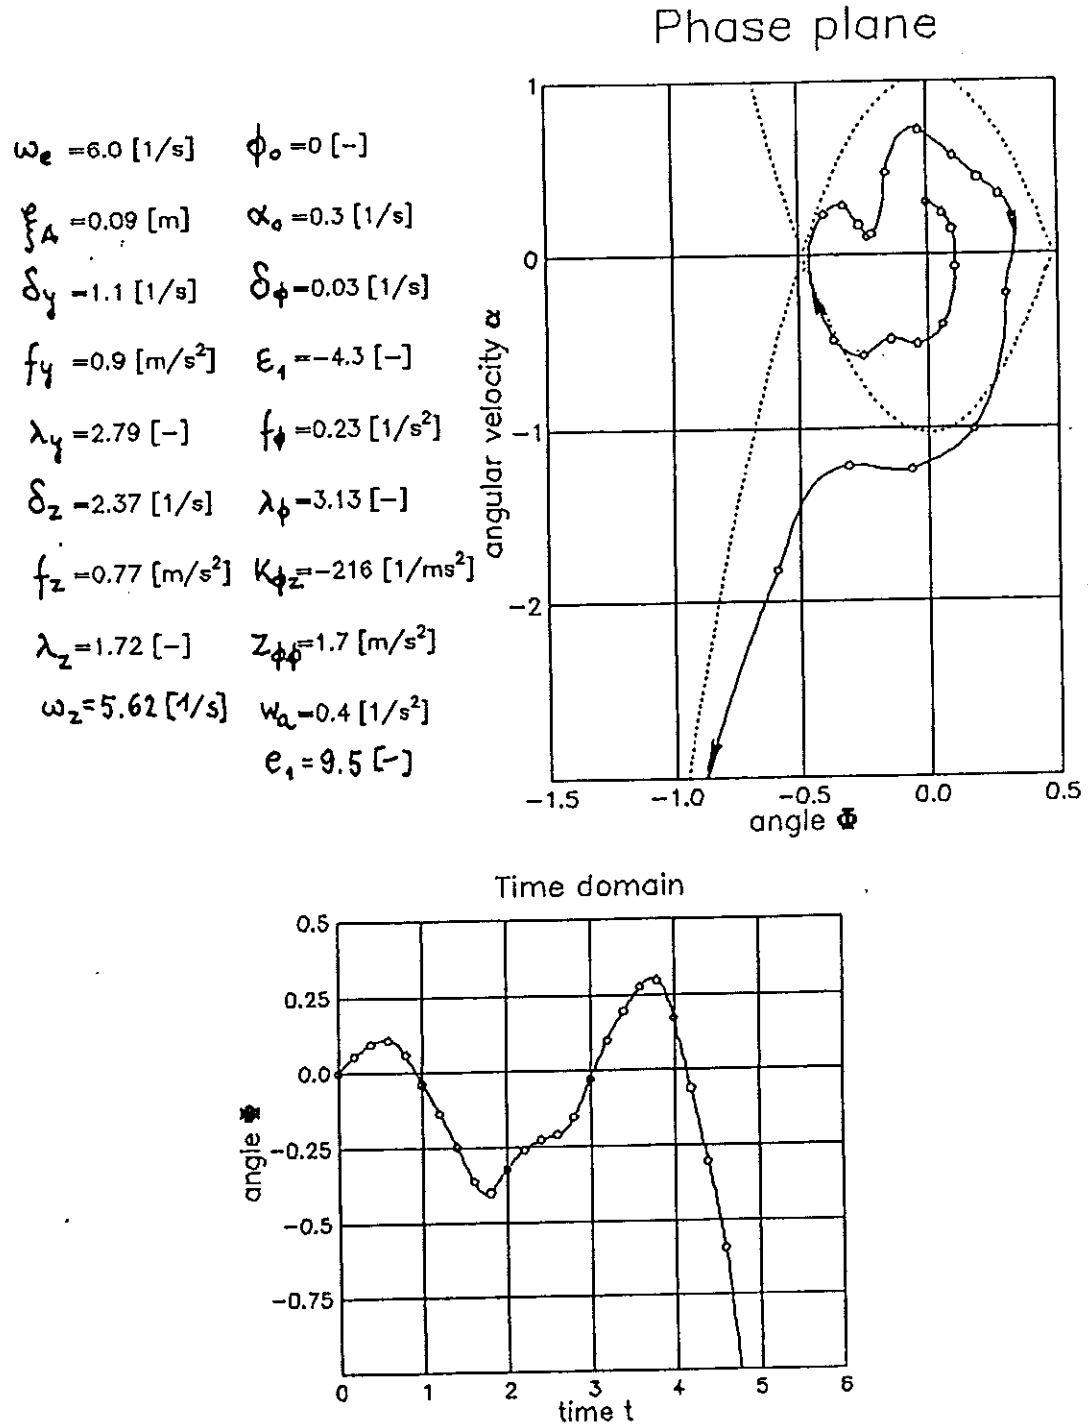 Phase plane
ωe =6.0 [1/s] ϕ₀ =0 [-]
ξA =0.09 [m] α₀ =0.3 [1/s]
δy =1.1 [1/s] δϕ =0.03 [1/s]
fy =0.9 [m/s²] ε₁ =-4.3 [-]
λy =2.79 [-] fϕ =0.23 [1/s²]
δz =2.37 [1/s] λϕ =3.13 [-]
fz =0.77 [m/s²] Kϕz =-216 [1/ms²]
λz =1.72 [-] Zϕϕ =1.7 [m/s²]
ωz =5.62 [1/s] wa =0.4 [1/s²]
e₁ =9.5 [-]
angular velocity α
1
0
-1
-2
-1.5 -1.0 -0.5 0.0 0.5
angle Φ
Time domain
angle Φ
0.5
0.25
0.0
-0.25
-0.5
-0.75
0 1 2 3 4 5 6
time t